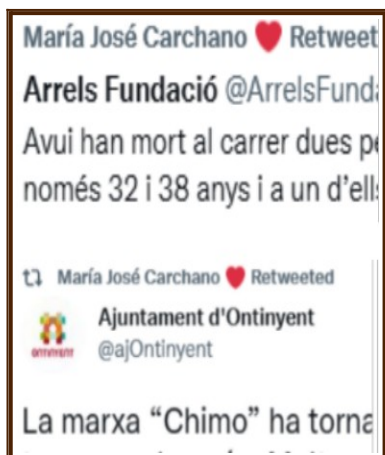 María José Carchano ❤️ Retweet
Arrels Fundació @ArrelsFund
Avui han mort al carrer dues pe
només 32 i 38 anys i a un d'ells
María José Carchano ❤️ Retweeted
Ajuntament d'Ontinyent
ontinyent
@ajOntinyent
La marxa “Chimo” ha torna